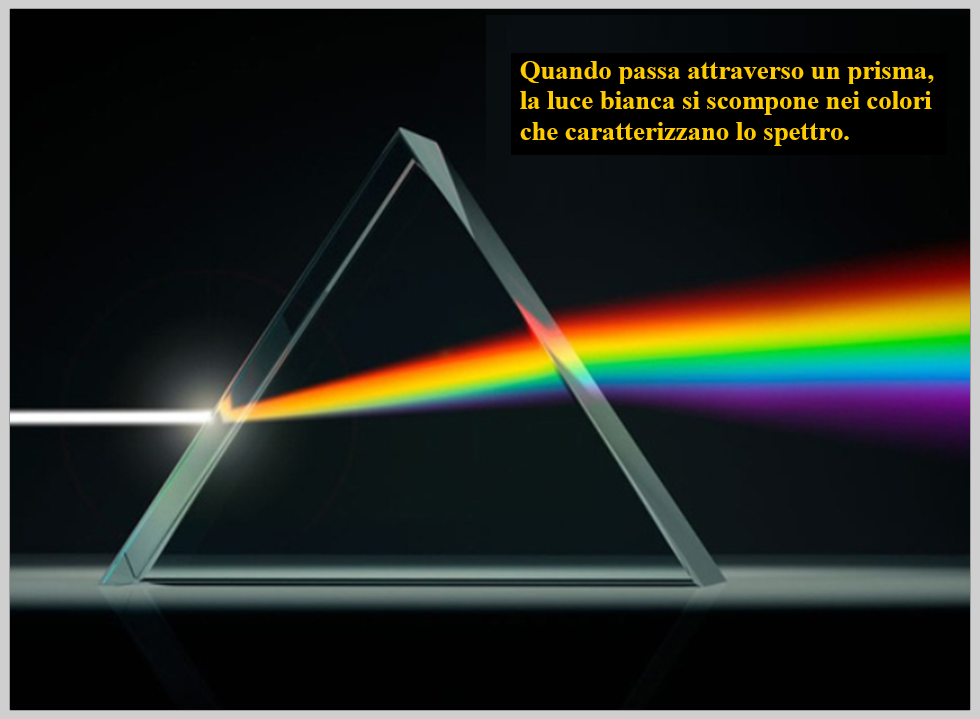 Quando passa attraverso un prisma,
la luce bianca si scompone nei colori
che caratterizzano lo spettro.